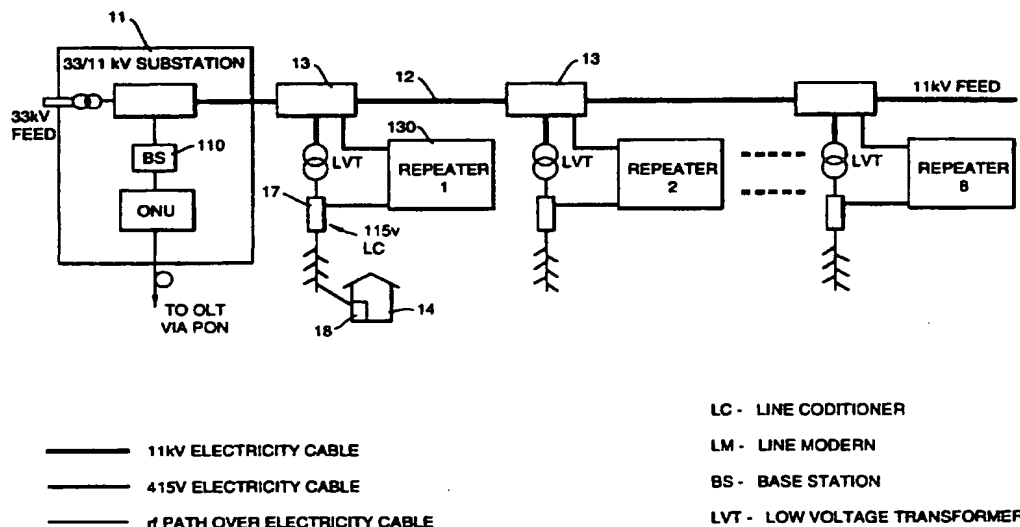 11
33/11 kV SUBSTATION
33kV
FEED
BS
110
ONU
TO OLT
VIA PON
13
12
130
LVT
REPEATER
1
17
115v
LC
18
14
13
LVT
REPEATER
2
11kV FEED
LVT
REPEATER
8
11kV ELECTRICITY CABLE
415V ELECTRICITY CABLE
rf PATH OVER ELECTRICITY CABLE
LC - LINE CODITIONER
LM - LINE MODERN
BS - BASE STATION
LVT - LOW VOLTAGE TRANSFORMER